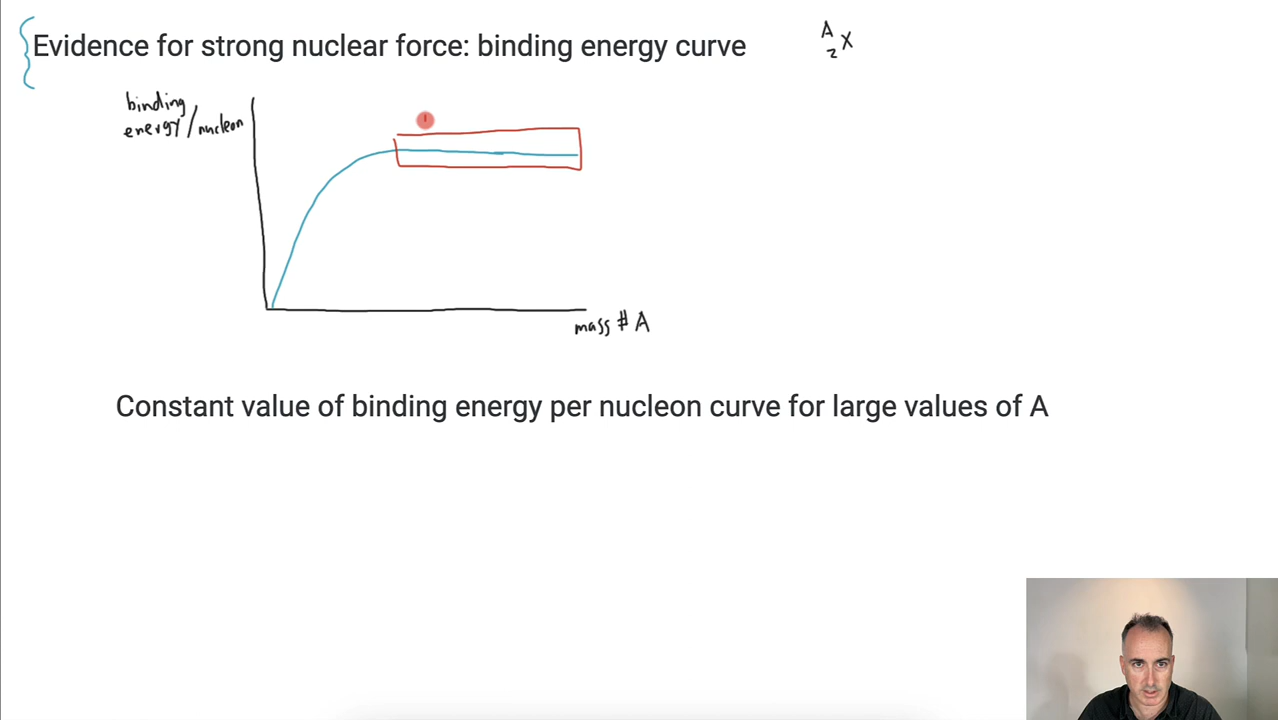 Evidence for strong nuclear force: binding energy curve
A
Z X
binding
energy/nucleon
mass # A
Constant value of binding energy per nucleon curve for large values of A